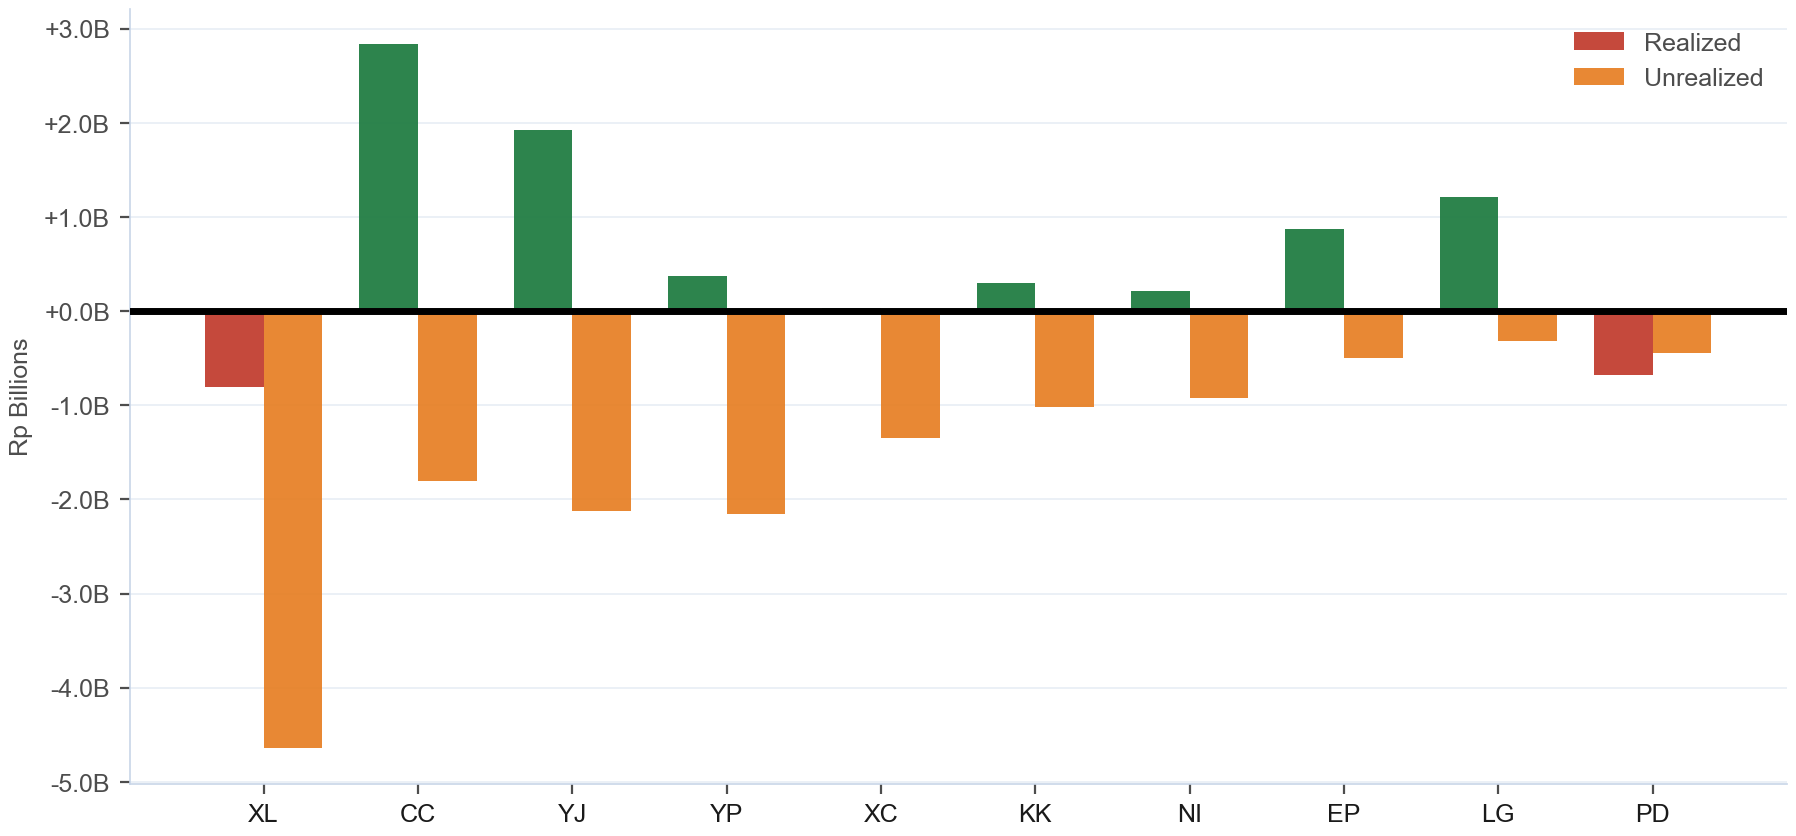 +3.0B
+2.0B
+1.0B
+0.0B
-1.0B
-2.0B
-3.0B
-4.0B
-5.0B
Rp Billions
Realized
Unrealized
XL CC YJ YP XC KK NI EP LG PD